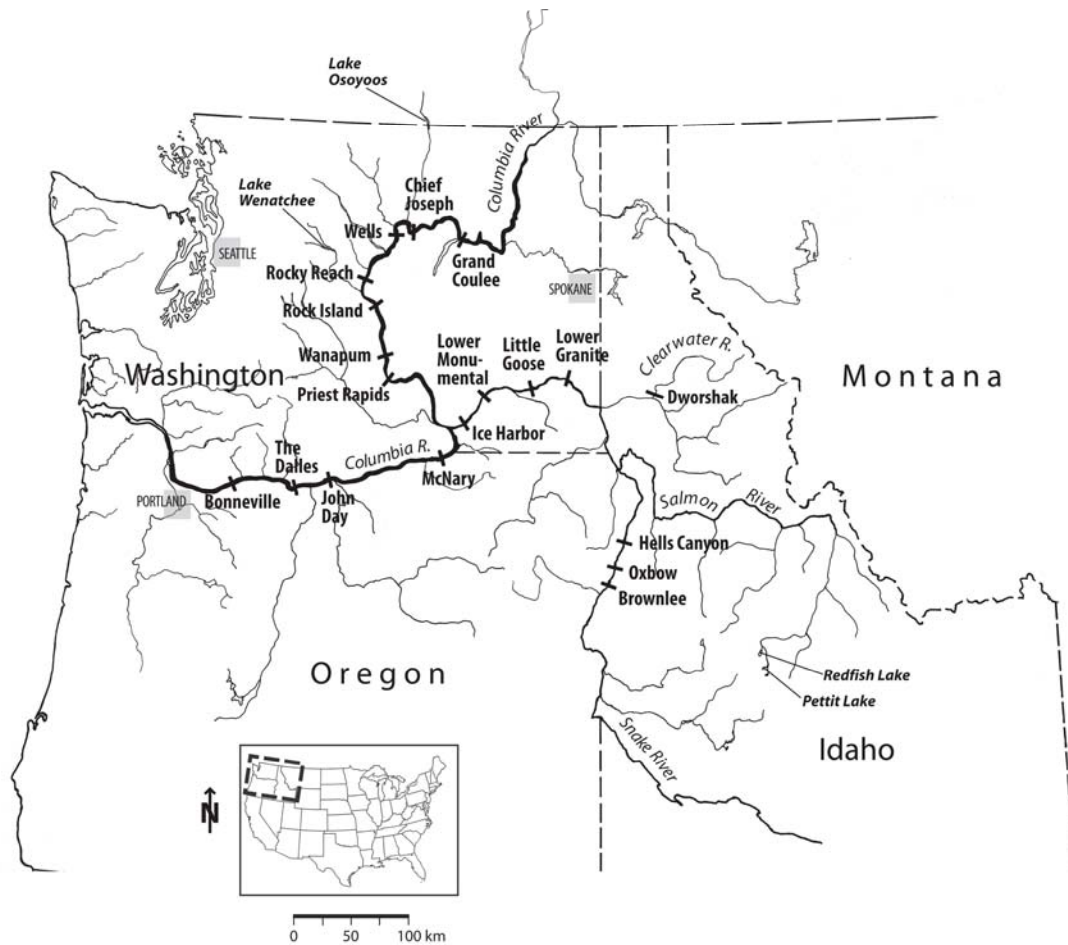 Lake
Osoyoos
Columbia River
Lake
Wenatchee
Chief
Joseph
Wells
SEATTLE
Grand
Coulee
Rocky Reach
SPOKANE
Rock Island
Lower
Monu-
mental
Little
Goose
Lower
Granite
Clearwater R.
Wanapum
Washington
Montana
Priest Rapids
Dworshak
Ice Harbor
The
Dalles
Columbia R.
McNary
PORTLAND
Bonneville
John
Day
Salmon River
Hells Canyon
Oxbow
Brownlee
Oregon
Redfish Lake
Pettit Lake
Snake River
Idaho
N
0 50 100 km